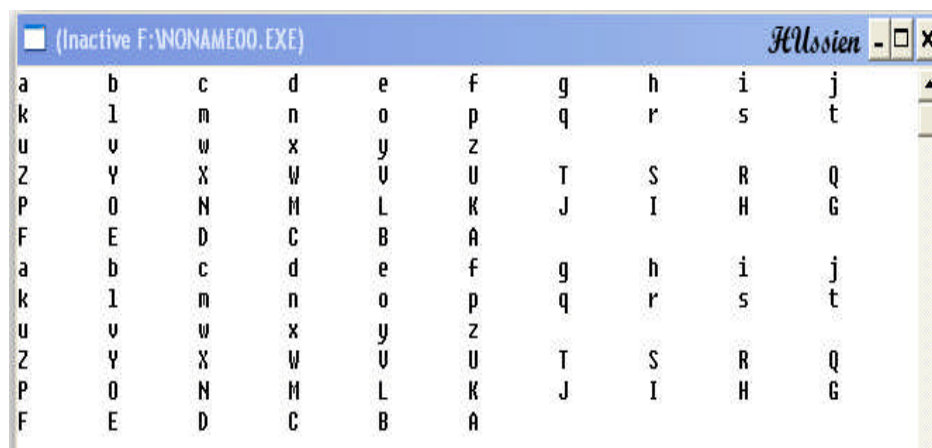 (Inactive F:\NONAME00.EXE) HUssien
a b c d e f g h i j
k l m n o p q r s t
u v w x y z
Z Y X W V U T S R Q
P O N M L K J I H G
F E D C B A
a b c d e f g h i j
k l m n o p q r s t
u v w x y z
Z Y X W V U T S R Q
P O N M L K J I H G
F E D C B A